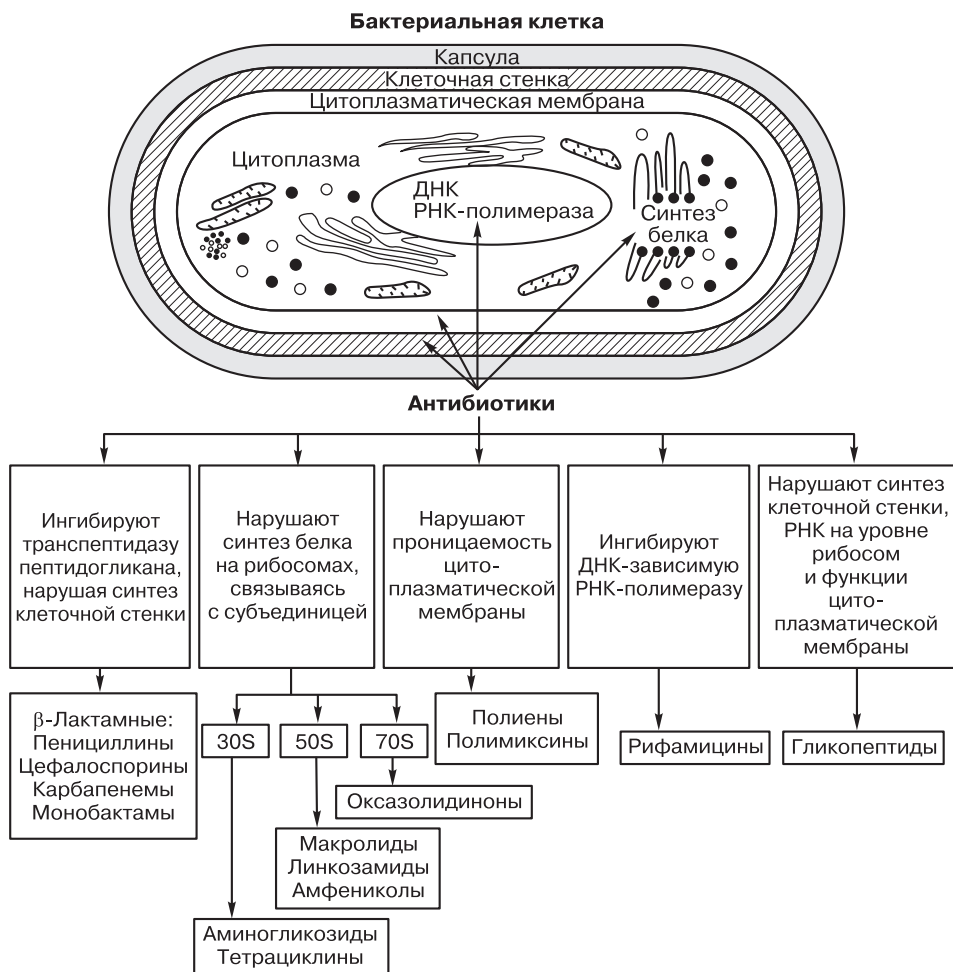 Бактериальная клетка
Капсула
Клеточная стенка
Цитоплазматическая мембрана
Цитоплазма
ДНК
РНК-полимераза
Синтез
белка
Антибиотики
Ингибируют
транспептидазу
пептидогликана,
нарушая синтез
клеточной стенки
Нарушают
синтез белка
на рибосомах,
связываясь
с субъединицей
Нарушают
проницаемость
цито-
плазматической
мембраны
Ингибируют
ДНК-зависимую
РНК-полимеразу
Нарушают синтез
клеточной стенки,
РНК на уровне
рибосом
и функции
цито-
плазматической
мембраны
β-Лактамные:
Пенициллины
Цефалоспорины
Карбапенемы
Монобактамы
30S
50S
70S
Полиены
Полимиксины
Рифамицины
Гликопептиды
Оксазолидиноны
Макролиды
Линкозамиды
Амфениколы
Аминогликозиды
Тетрациклины